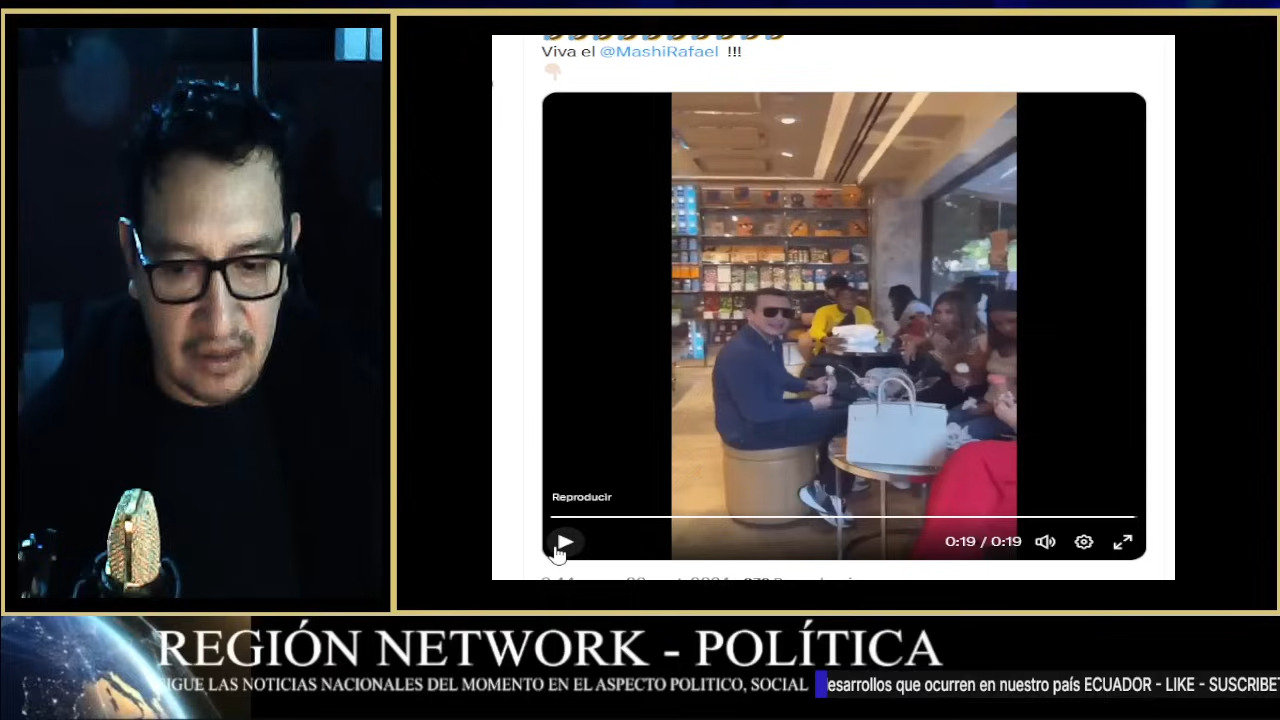 Viva el @MashiRafael !!!
Reproducir
0:19 / 0:19
REGIÓN NETWORK - POLÍTICA
IGUE LAS NOTICIAS NACIONALES DEL MOMENTO EN EL ASPECTO POLITICO, SOCIAL
esarrollos que ocurren en nuestro país ECUADOR - LIKE - SUSCRIBET